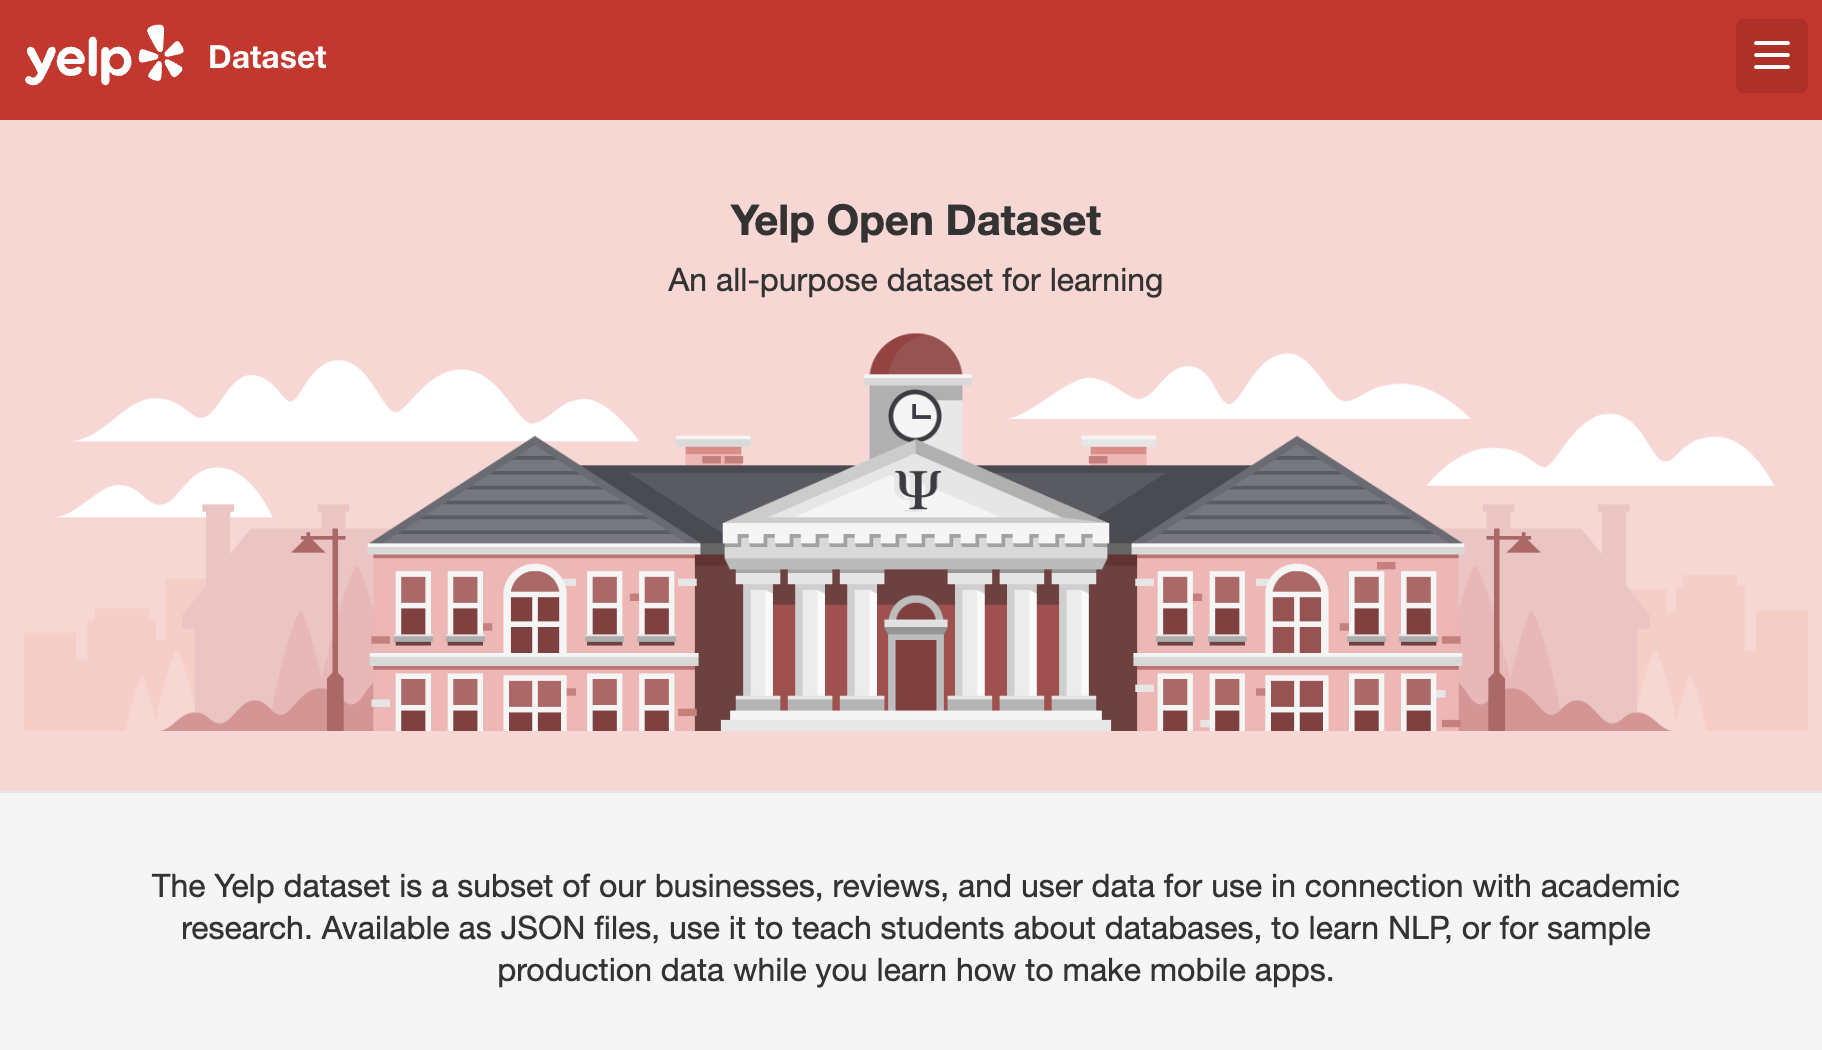 yelp Dataset
Yelp Open Dataset
An all-purpose dataset for learning
Ψ
The Yelp dataset is a subset of our businesses, reviews, and user data for use in connection with academic
research. Available as JSON files, use it to teach students about databases, to learn NLP, or for sample
production data while you learn how to make mobile apps.